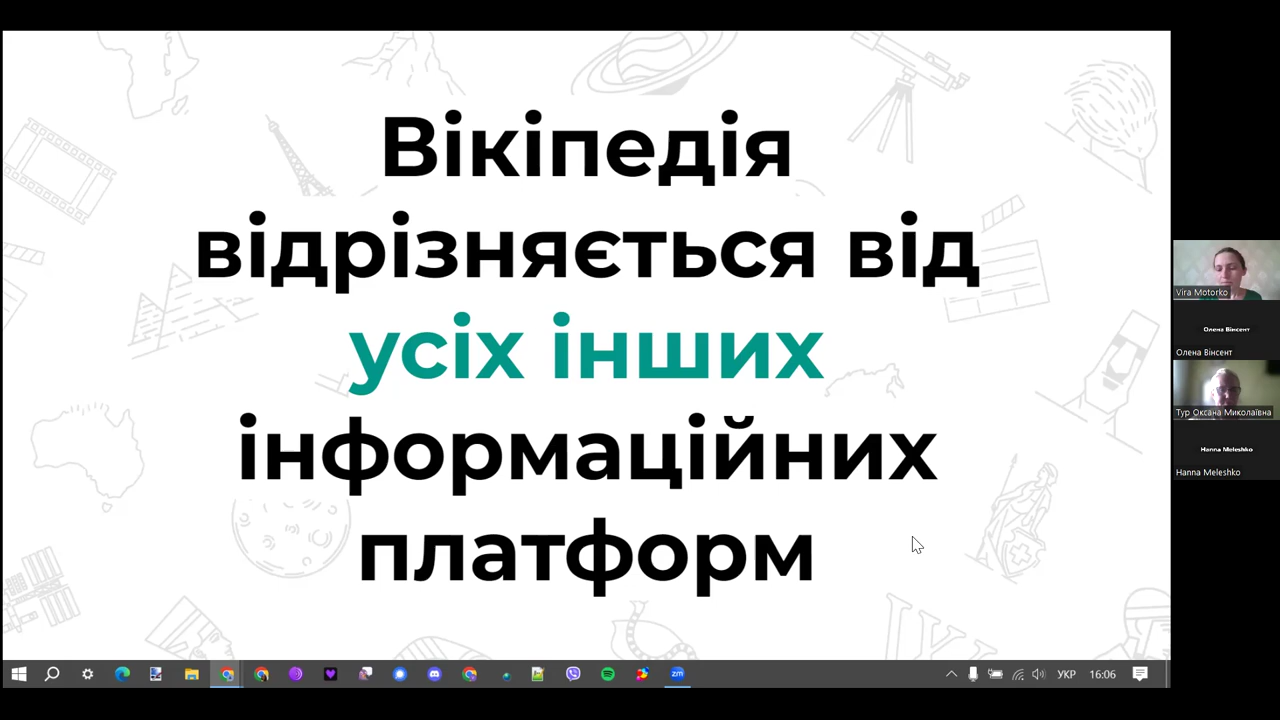 Вікіпедія
відрізняється від
усіх інших
інформаційних
платформ
Vira Motorko
Олена Вінсент
Олена Вінсент
Тур Оксана Миколаївна
Hanna Meleshko
Hanna Meleshko
zm
УКР
16:06